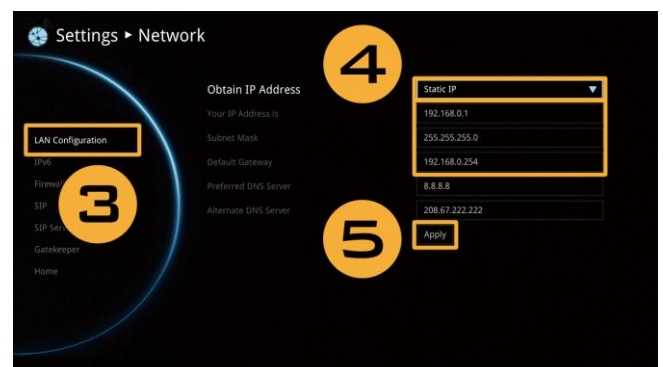 Settings ▸ Network
4
Obtain IP Address Static IP
Your IP Address is 192.168.0.1
LAN Configuration Subnet Mask 255.255.255.0
IPv6 Default Gateway 192.168.0.254
Preferred DNS Server 8.8.8.8
3
SIP Alternate DNS Server 208.67.222.222
SIP
5
Apply
Gatekeeper
Home